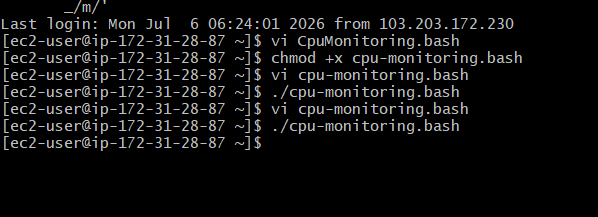 _/m/'
Last login: Mon Jul  6 06:24:01 2026 from 103.203.172.230
[ec2-user@ip-172-31-28-87 ~]$ vi CpuMonitoring.bash
[ec2-user@ip-172-31-28-87 ~]$ chmod +x cpu-monitoring.bash
[ec2-user@ip-172-31-28-87 ~]$ vi cpu-monitoring.bash
[ec2-user@ip-172-31-28-87 ~]$ ./cpu-monitoring.bash
[ec2-user@ip-172-31-28-87 ~]$ vi cpu-monitoring.bash
[ec2-user@ip-172-31-28-87 ~]$ ./cpu-monitoring.bash
[ec2-user@ip-172-31-28-87 ~]$